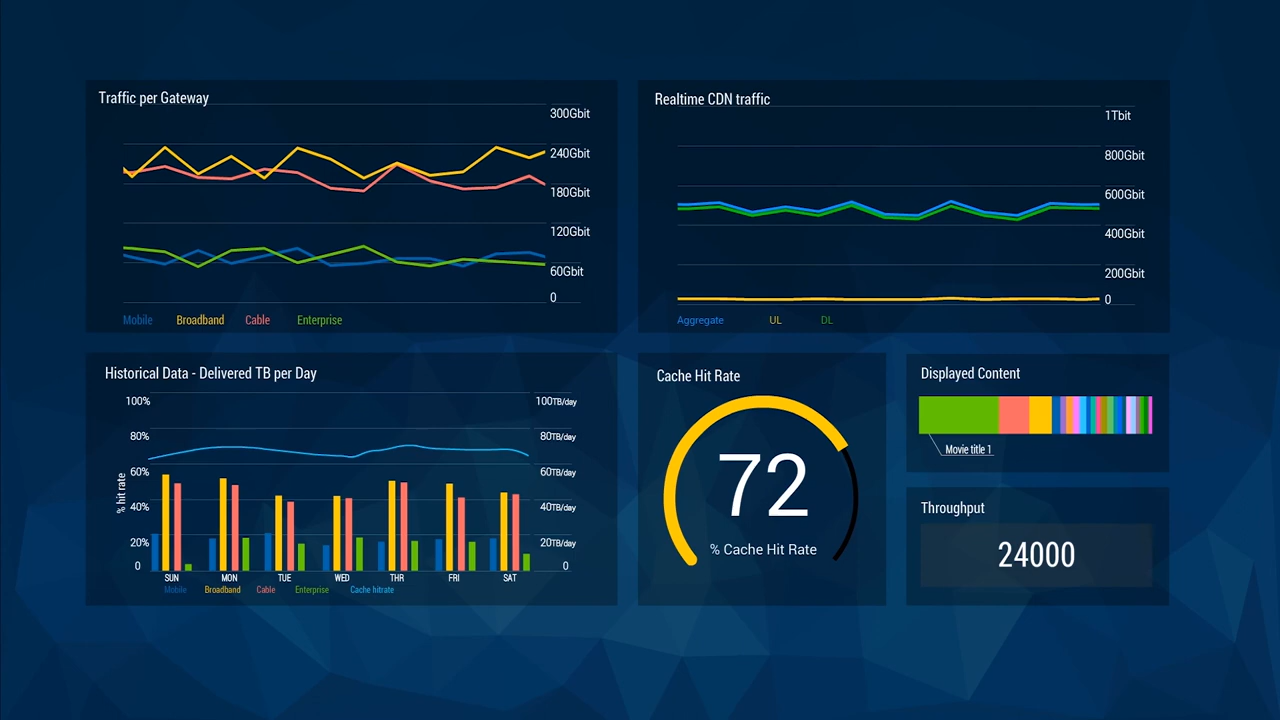 Traffic per Gateway
300Gbit
240Gbit
180Gbit
120Gbit
60Gbit
0
Mobile Broadband Cable Enterprise
Realtime CDN traffic
1Tbit
800Gbit
600Gbit
400Gbit
200Gbit
0
Aggregate UL DL
Historical Data - Delivered TB per Day
% hit rate
100% 100TB/day
80% 80TB/day
60% 60TB/day
40% 40TB/day
20% 20TB/day
0 0
SUN MON TUE WED THR FRI SAT
Mobile Broadband Cable Enterprise Cache hitrate
Cache Hit Rate
72
% Cache Hit Rate
Displayed Content
Movie title 1
Throughput
24000